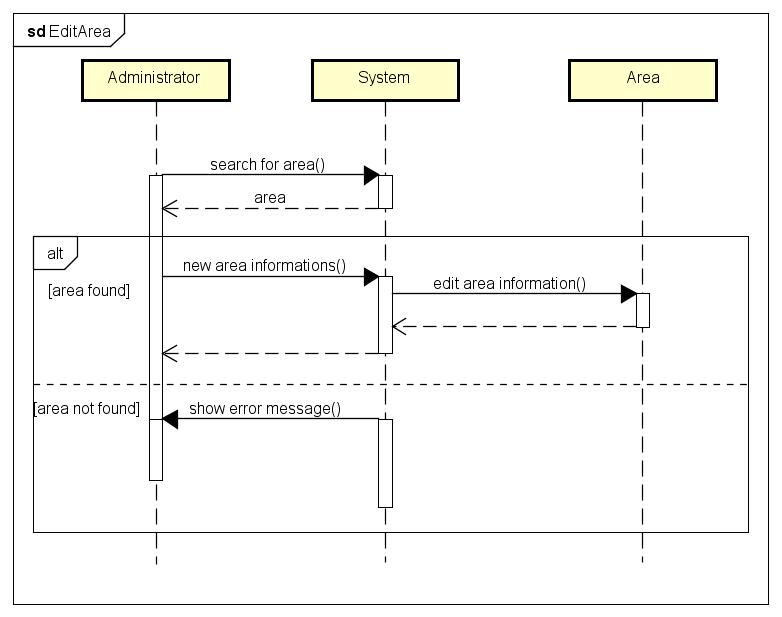 sd EditArea
Administrator
System
Area
search for area()
area
alt
new area informations()
[area found]
edit area information()
[area not found]
show error message()